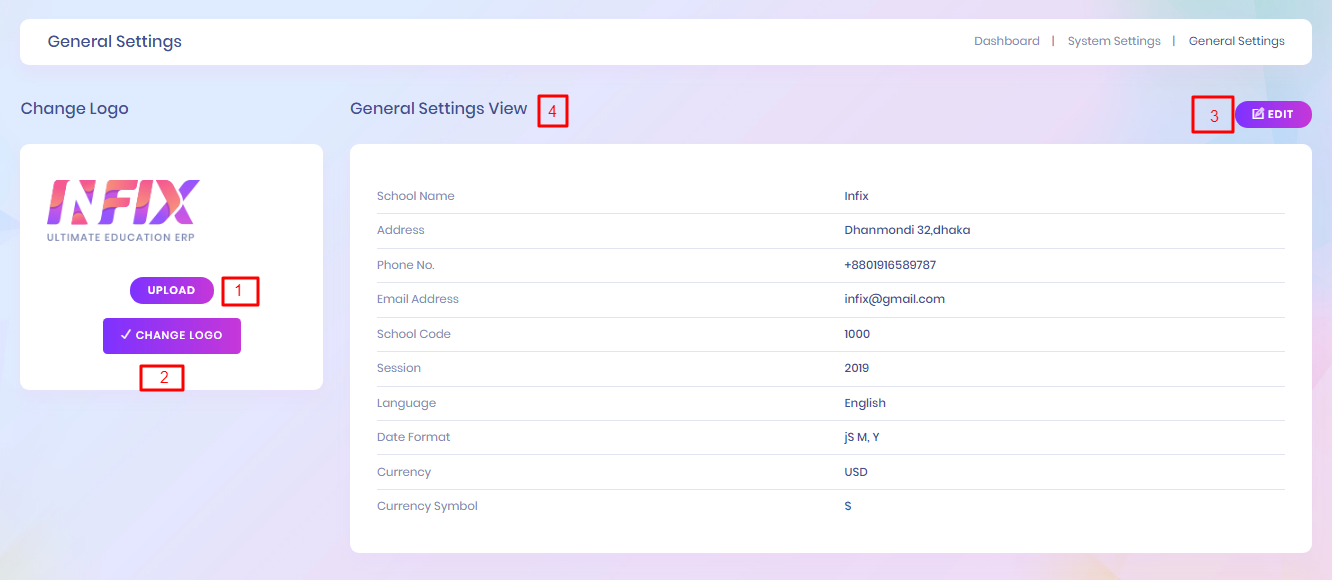 General Settings
Dashboard | System Settings | General Settings
Change Logo
General Settings View 4
3 EDIT
INFIX
ULTIMATE EDUCATION ERP
UPLOAD 1
CHANGE LOGO
2
School Name Infix
Address Dhanmondi 32,dhaka
Phone No. +8801916589787
Email Address infix@gmail.com
School Code 1000
Session 2019
Language English
Date Format jS M, Y
Currency USD
Currency Symbol S